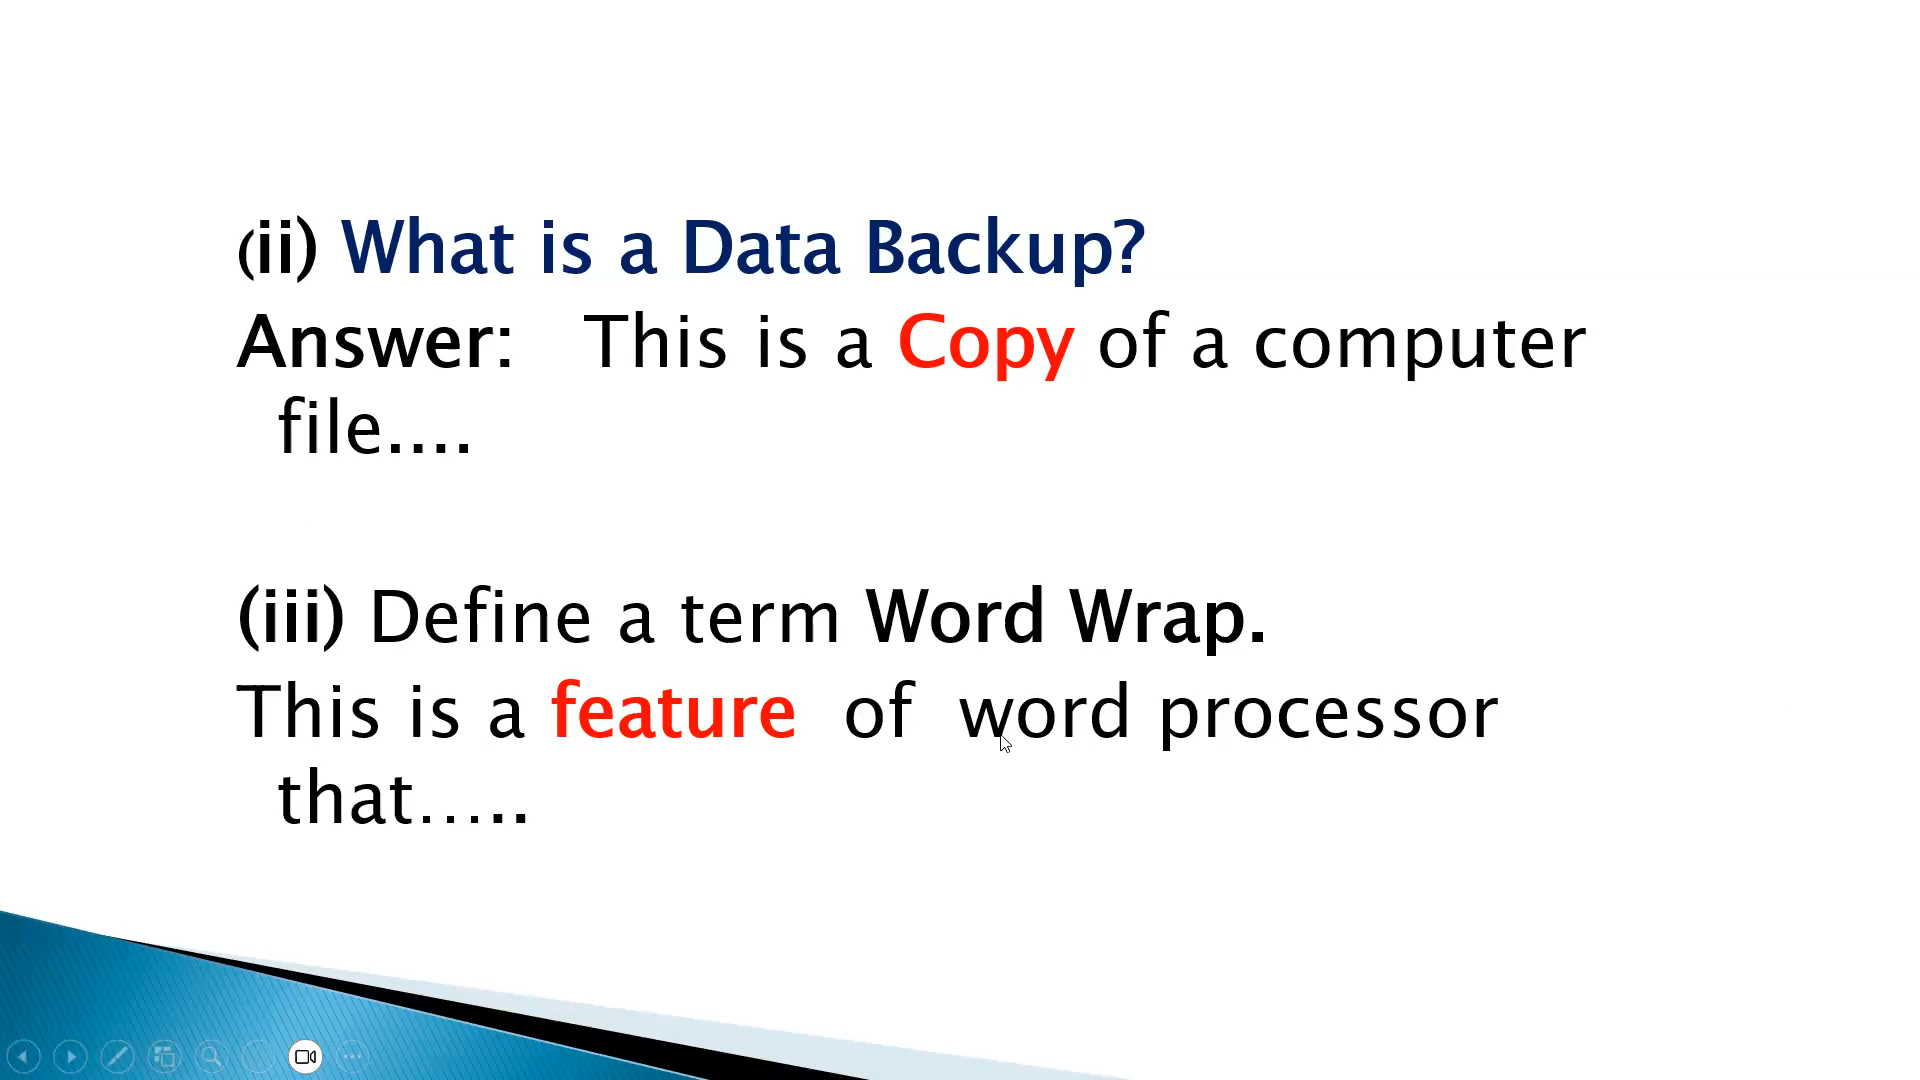 (ii) What is a Data Backup?
Answer: This is a Copy of a computer
file....
(iii) Define a term Word Wrap.
This is a feature of word processor
that.....